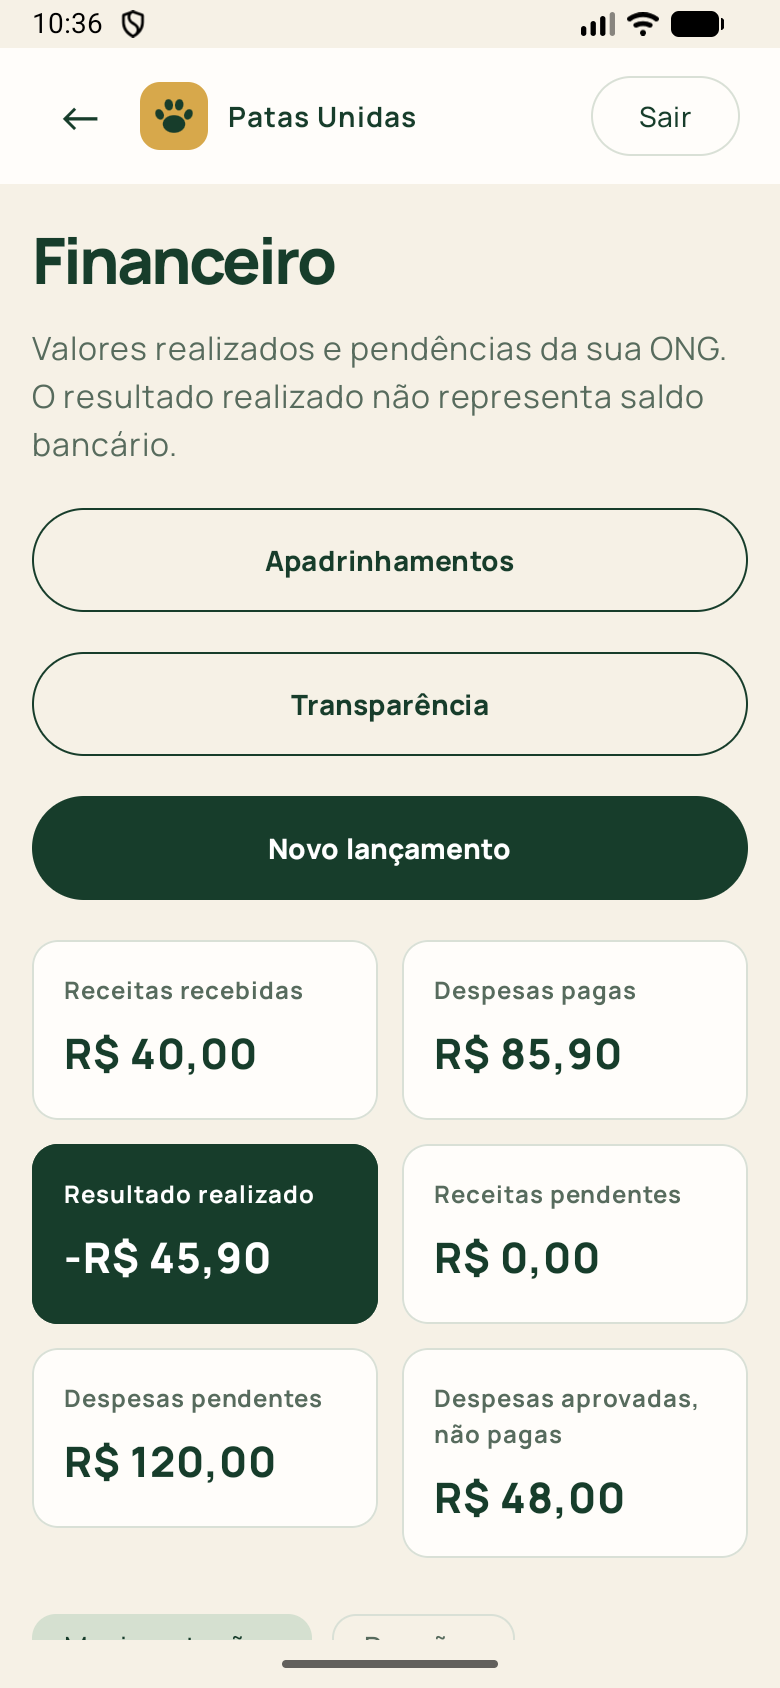 10:36
Patas Unidas
Sair
Financeiro
Valores realizados e pendências da sua ONG.
O resultado realizado não representa saldo
bancário.
Apadrinhamentos
Transparência
Novo lançamento
Receitas recebidas
R$ 40,00
Despesas pagas
R$ 85,90
Resultado realizado
-R$ 45,90
Receitas pendentes
R$ 0,00
Despesas pendentes
R$ 120,00
Despesas aprovadas,
não pagas
R$ 48,00